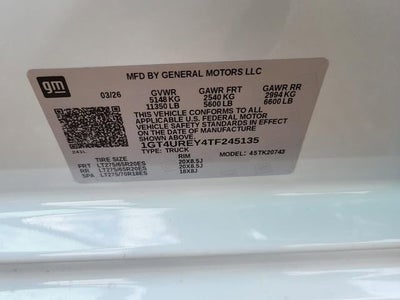 gm
MFD BY GENERAL MOTORS LLC
03/26 GVWR GAWR FRT GAWR RR
5148 KG 2540 KG 2994 KG
11350 LB 5600 LB 6600 LB
THIS VEHICLE CONFORMS TO ALL APPLICABLE
U.S. FEDERAL MOTOR VEHICLE SAFETY
STANDARDS IN EFFECT ON THE DATE OF
MANUFACTURE SHOWN ABOVE.
1GT4UREY4TF245135
TYPE: TRUCK MODEL: 4STK20743
TIRE SIZE RIM
FRT LT275/65R20ES 20X8.5J
RR LT275/65R20ES 20X8.5J
SPA LT275/70R18ES 18X8J